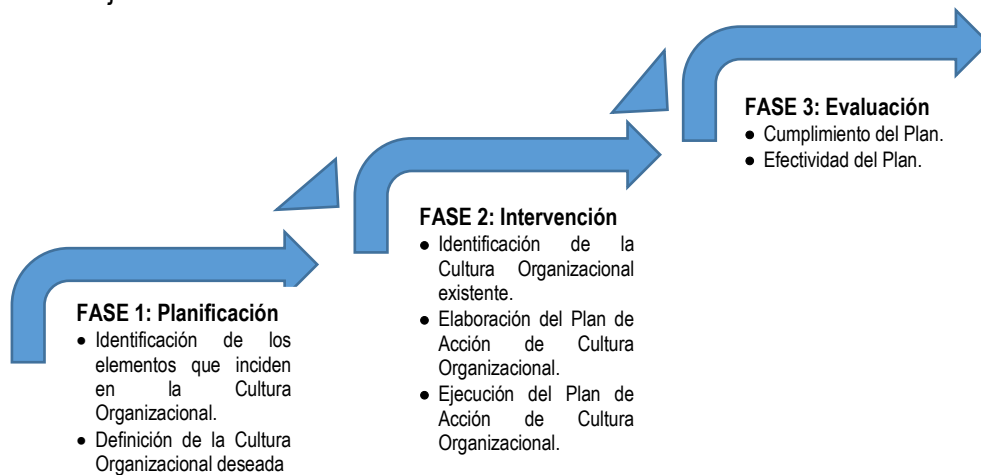 FASE 1: Planificación
● Identificación de los
elementos que inciden
en la Cultura
Organizacional.
● Definición de la Cultura
Organizacional deseada
FASE 2: Intervención
● Identificación de la
Cultura Organizacional
existente.
● Elaboración del Plan de
Acción de Cultura
Organizacional.
● Ejecución del Plan de
Acción de Cultura
Organizacional.
FASE 3: Evaluación
● Cumplimiento del Plan.
● Efectividad del Plan.